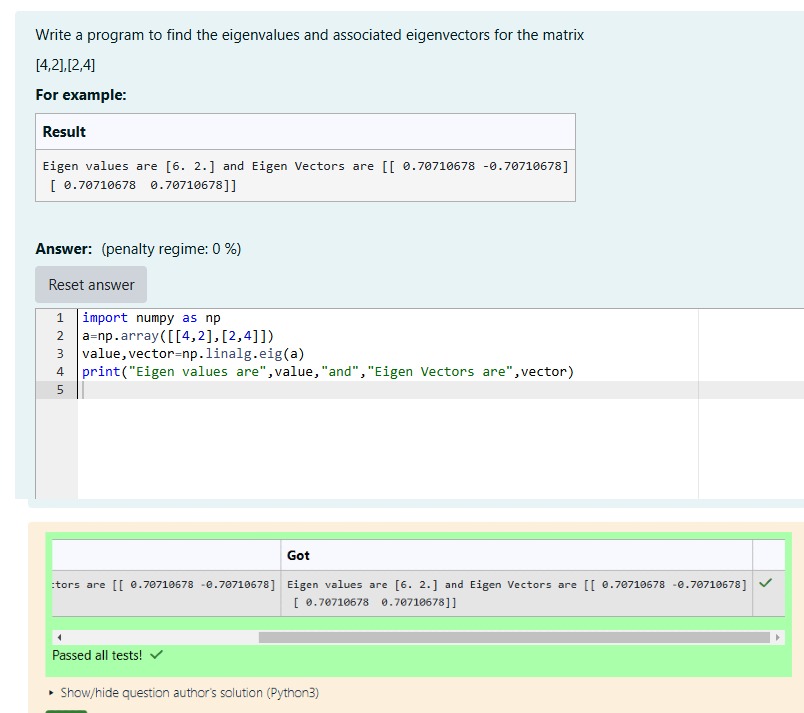 Write a program to find the eigenvalues and associated eigenvectors for the matrix
[4,2],[2,4]
For example:
Result
Eigen values are [6. 2.] and Eigen Vectors are [[ 0.70710678 -0.70710678]
[ 0.70710678  0.70710678]]
Answer: (penalty regime: 0 %)
Reset answer
1 import numpy as np
2 a=np.array([[4,2],[2,4]])
3 value,vector=np.linalg.eig(a)
4 print("Eigen values are",value,"and","Eigen Vectors are",vector)
5
Got
tors are [[ 0.70710678 -0.70710678] Eigen values are [6. 2.] and Eigen Vectors are [[ 0.70710678 -0.70710678]
[ 0.70710678  0.70710678]]
Passed all tests!
Show/hide question author's solution (Python3)